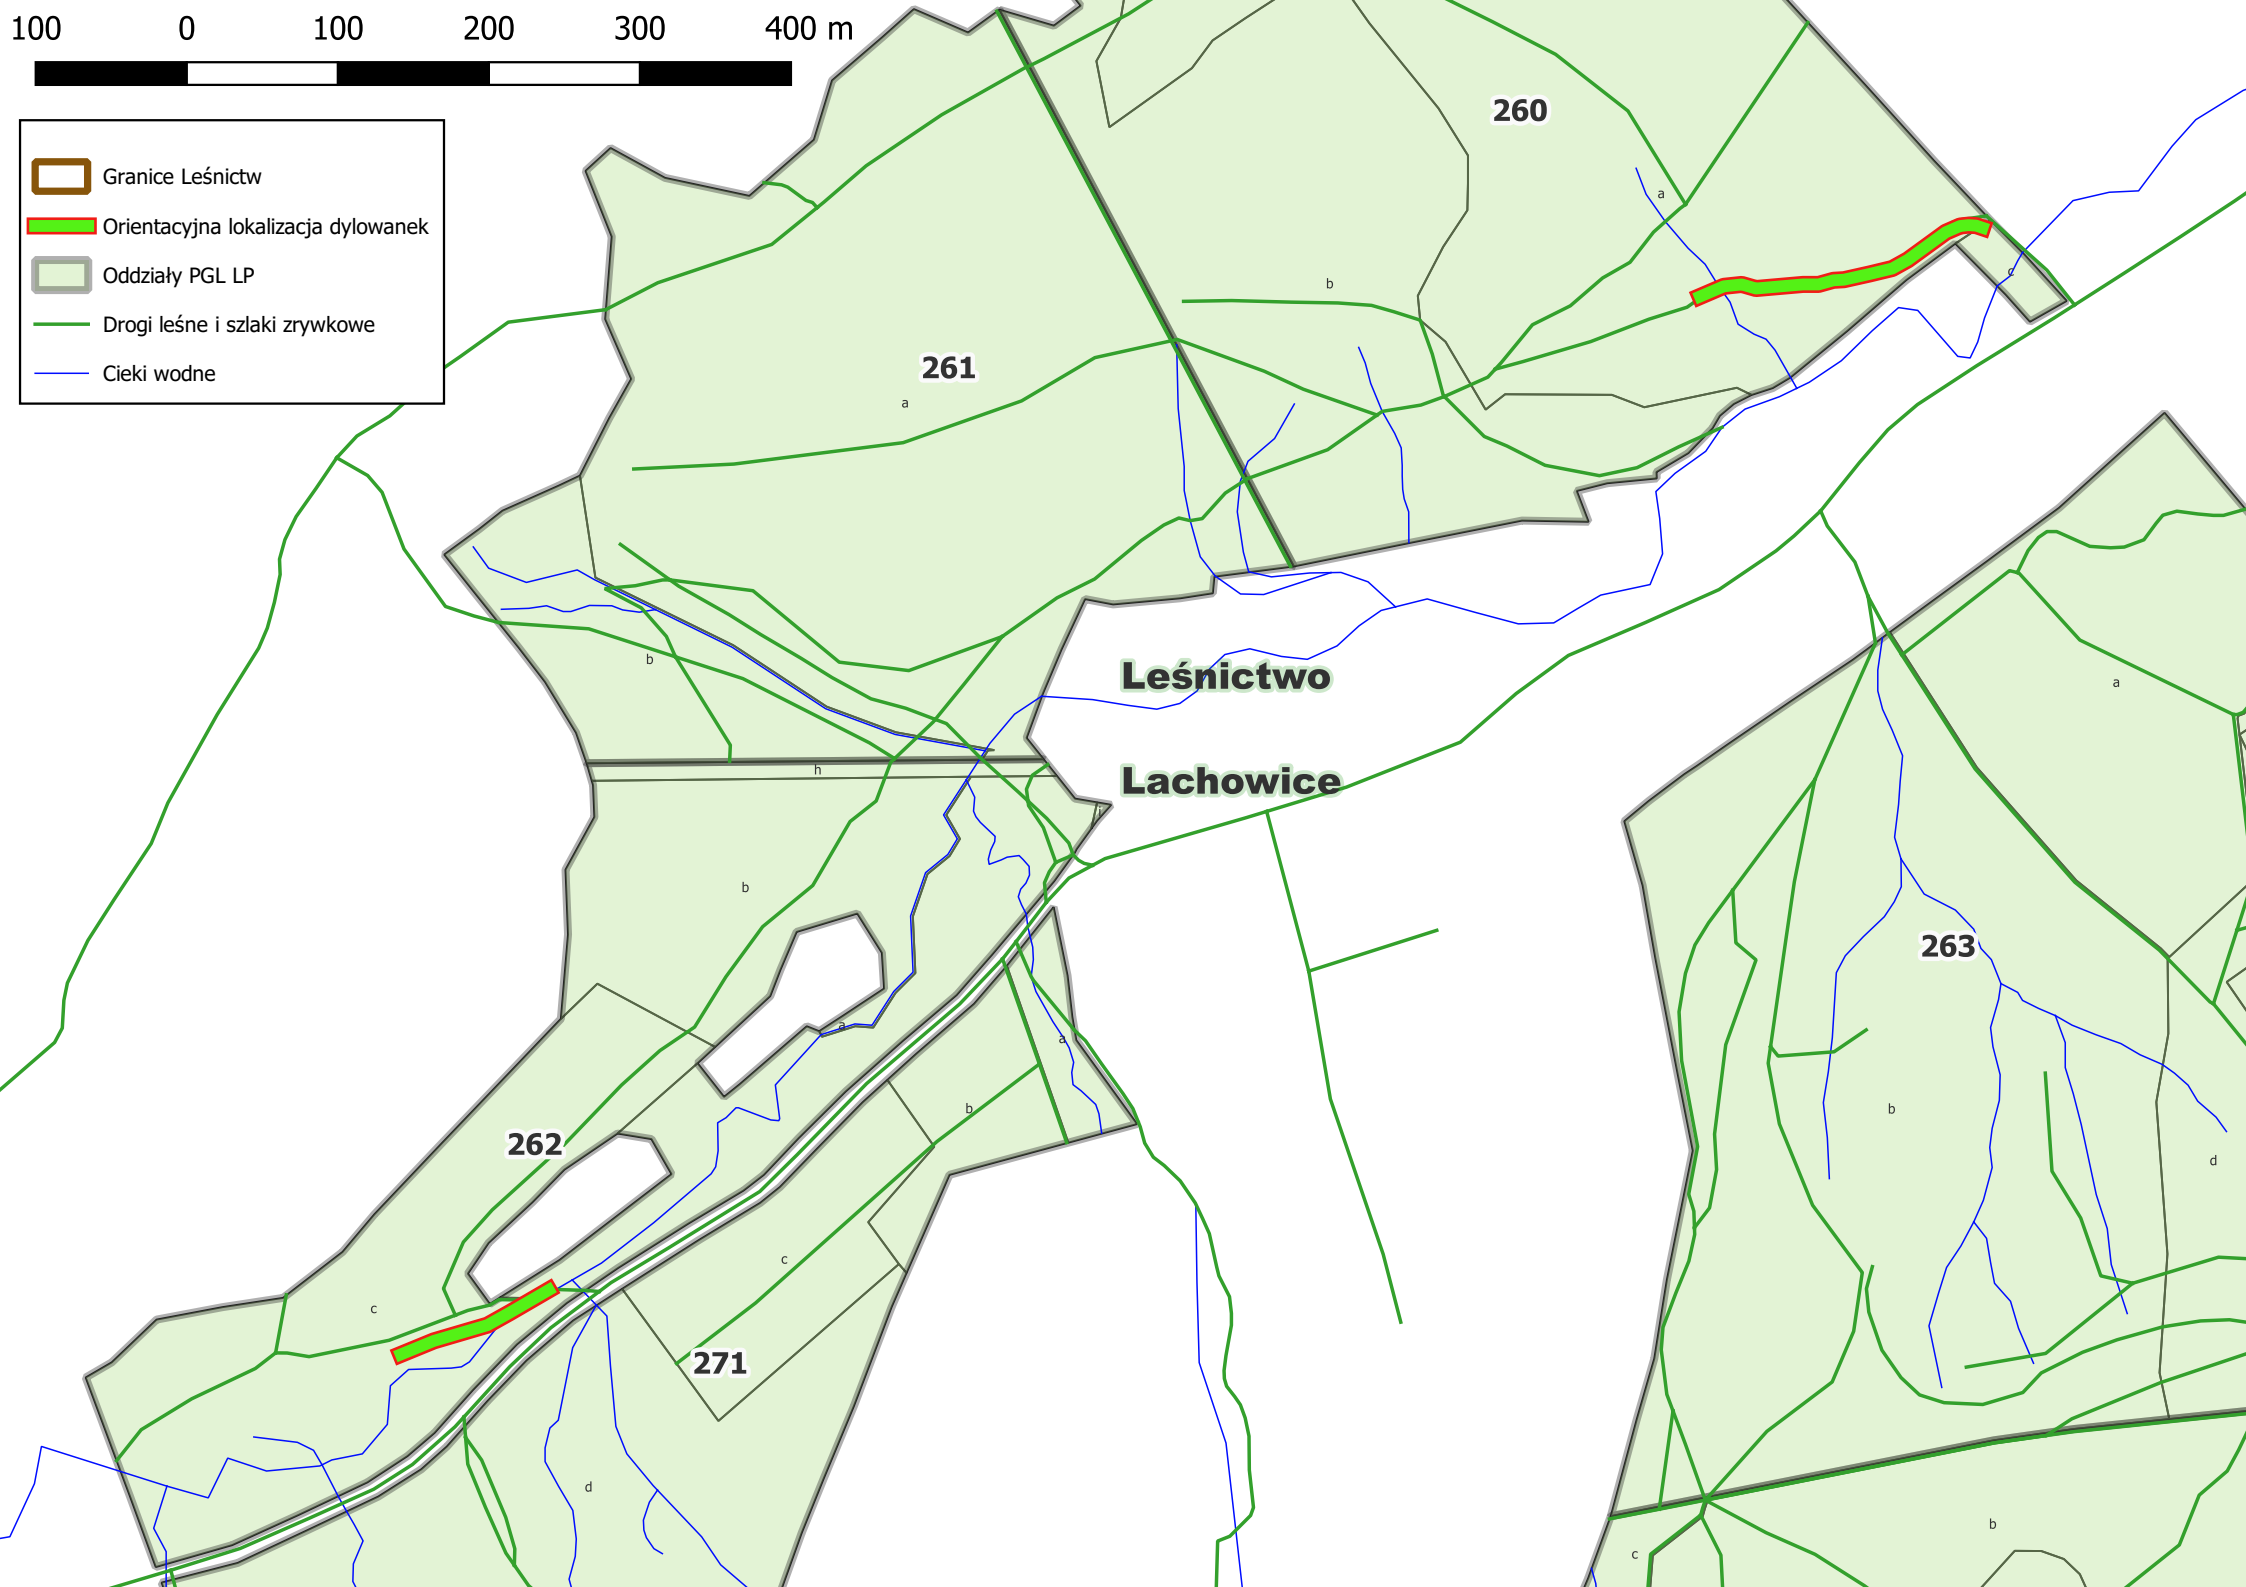 100 0 100 200 300 400 m
Granice Leśnictw
Orientacyjna lokalizacja dylowanek
Oddziały PGL LP
Drogi leśne i szlaki zrywkowe
Cieki wodne
260
a
c
b
261
a
b
Leśnictwo
Lachowice
h
a
b
263
a
a
b
b
d
262
c
c
271
d
b
c